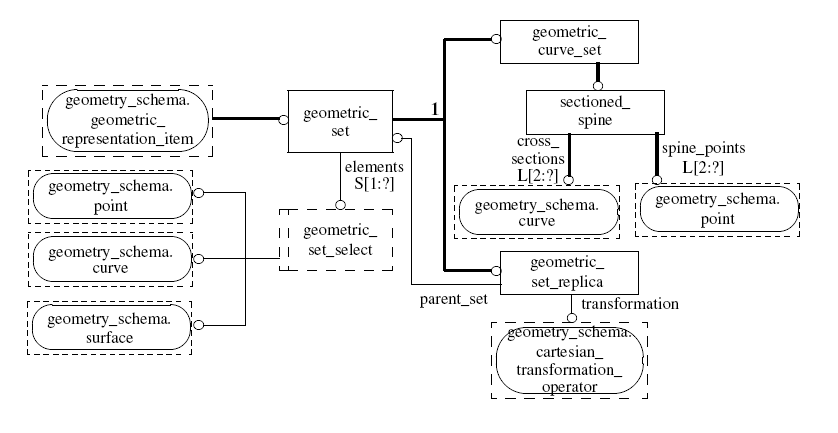 geometric_
curve_set
geometry_schema.
geometric_
representation_item
geometric_
set
1
sectioned_
spine
cross_
sections
L[2:?]
spine_points
L[2:?]
elements
S[1:?]
geometry_schema.
point
geometry_schema.
curve
geometry_schema.
point
geometric_
set_select
geometry_schema.
curve
geometric_
set_replica
parent_set
transformation
geometry_schema.
surface
geometry_schema.
cartesian_
transformation_
operator